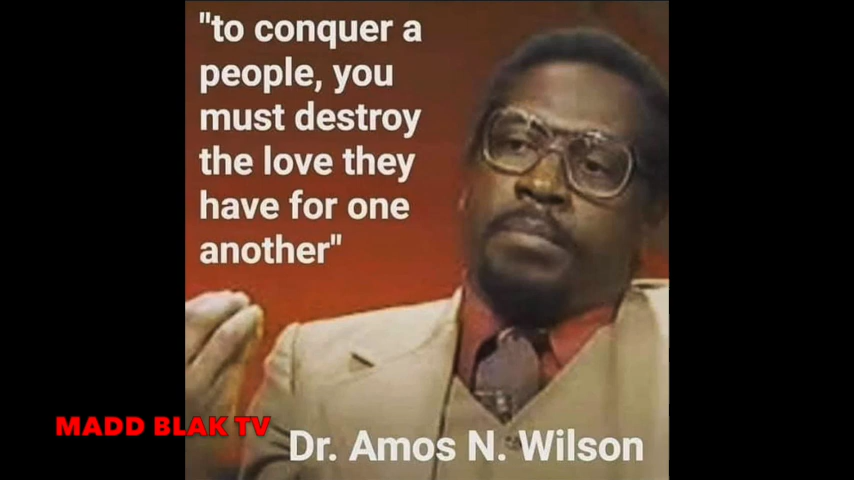 "to conquer a
people, you
must destroy
the love they
have for one
another"
MADD BLAK TV
Dr. Amos N. Wilson